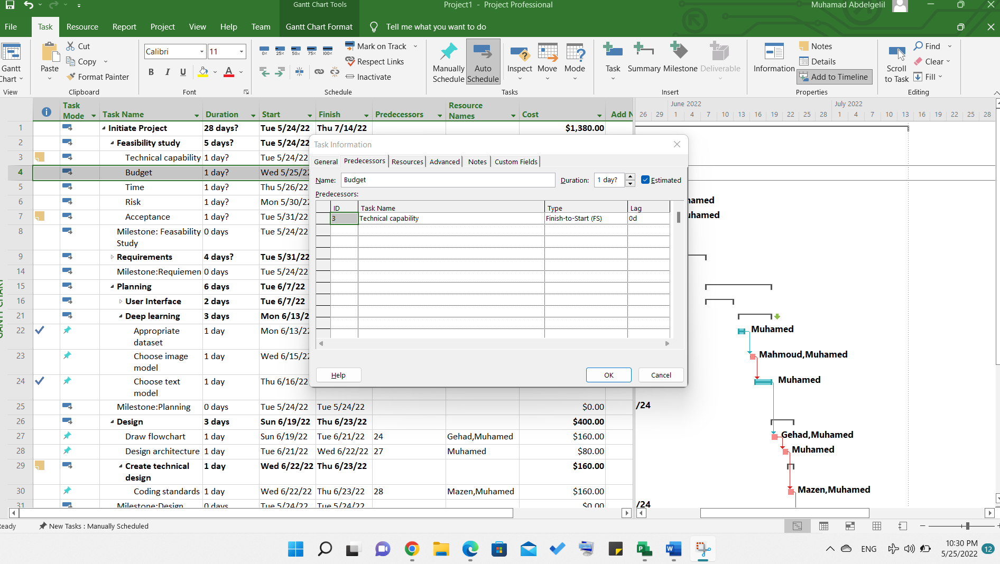 Gantt Chart Tools
Project1 - Project Professional
Muhamad Abdelgelil
File Task Resource Report Project View Help Team Gantt Chart Format Tell me what you want to do
Gantt
Chart
View
Paste
Cut
Copy
Format Painter
Clipboard
Calibri 11
B I U A
Font
0% 25% 50% 75% 100%
Mark on Track
Respect Links
Inactivate
Schedule
Manually
Schedule
Auto
Schedule
Inspect
Move
Mode
Tasks
Task
Summary
Milestone
Deliverable
Insert
Information
Notes
Details
Add to Timeline
Properties
Scroll
to Task
Find
Clear
Fill
Editing
Task
Mode
Task Name
Duration
Start
Finish
Predecessors
Resource
Names
Cost
Add N
June 2022 July 2022
26 29 1 4 7 10 13 16 19 22 25 28 1 4 7 10 13 16 19 22 25 28
1 Initiate Project 28 days? Tue 5/24/22 Thu 7/14/22 $1,380.00
2 Feasibility study 5 days? Tue 5/24/22
3 Technical capability 1 day? Tue 5/24/22
4 Budget 1 day? Wed 5/25/22
5 Time 1 day? Thu 5/26/22
6 Risk 1 day? Mon 5/30/22
7 Acceptance 1 day? Tue 5/31/22
8 Milestone: Feasability
Study 0 days Tue 5/24/22
9 Requirements 4 days? Tue 5/31/22
14 Milestone:Requiemen 0 days Tue 5/24/22
15 Planning 6 days Tue 6/7/22
16 User Interface 2 days Tue 6/7/22
21 Deep learning 3 days Mon 6/13/2
22 Appropriate
dataset 1 day Mon 6/13/22
23 Choose image
model 1 day Wed 6/15/22
24 Choose text
model 1 day Thu 6/16/22
25 Milestone:Planning 0 days Tue 5/24/22 Tue 5/24/22 $0.00
26 Design 3 days Sun 6/19/22 Thu 6/23/22 $400.00
27 Draw flowchart 1 day Sun 6/19/22 Tue 6/21/22 24 Gehad,Muhamed $160.00
28 Design architecture 1 day Tue 6/21/22 Wed 6/22/22 27 Muhamed $80.00
29 Create technical
design 1 day Wed 6/22/22 Thu 6/23/22 $160.00
30 Coding standards 1 day Wed 6/22/22 Thu 6/23/22 28 Mazen,Muhamed $160.00
31 Milestone:Design 0 days Tue 5/24/22 Tue 5/24/22 $0.00
Task Information
General Predecessors Resources Advanced Notes Custom Fields
Name: Budget Duration: 1 day? Estimated
Predecessors:
ID Task Name Type Lag
3 Technical capability Finish-to-Start (FS) 0d
Help OK Cancel
hamed
uhamed
Muhamed
Mahmoud,Muhamed
Muhamed
/24
Gehad,Muhamed
Muhamed
Mazen,Muhamed
/24
GANTT CHART
eady
New Tasks : Manually Scheduled
ENG
10:30 PM
5/25/2022
12